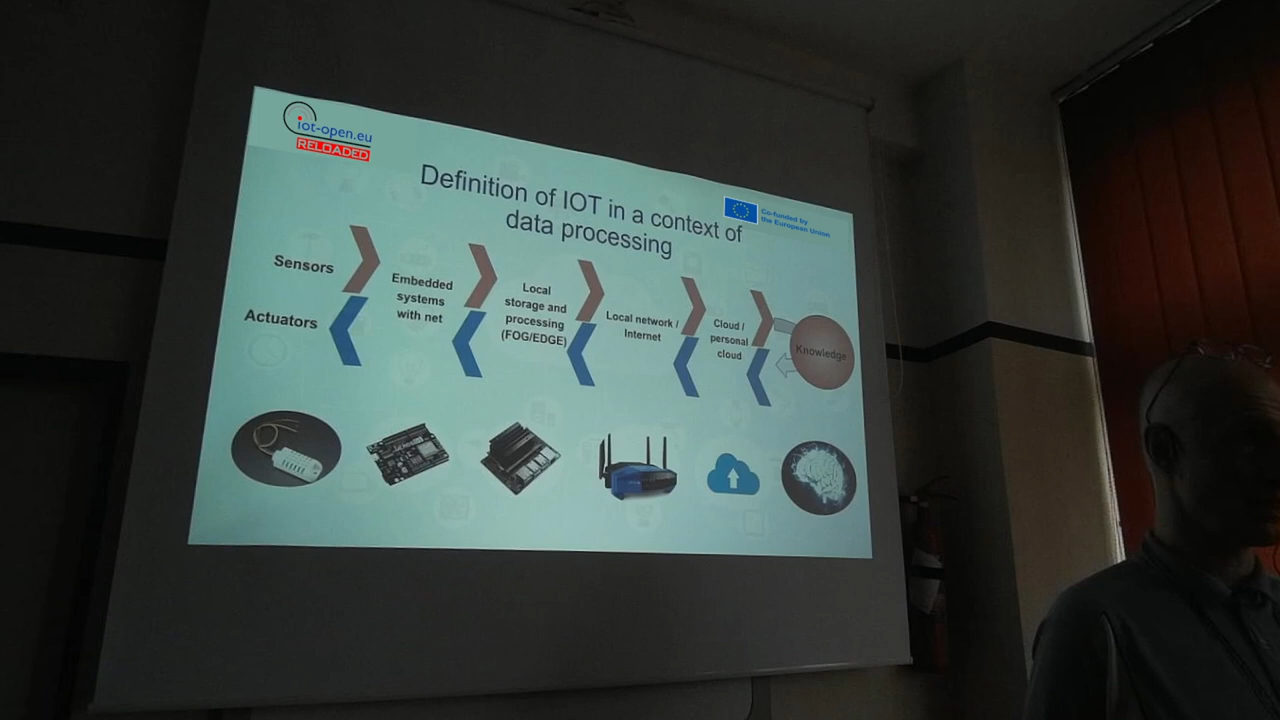 iot-open.eu
RELOADED
Definition of IOT in a context of
data processing
Co-funded by
the European Union
Sensors
Actuators
Embedded
systems
with net
Local
storage and
processing
(FOG/EDGE)
Local network /
Internet
Cloud /
personal
cloud
Knowledge